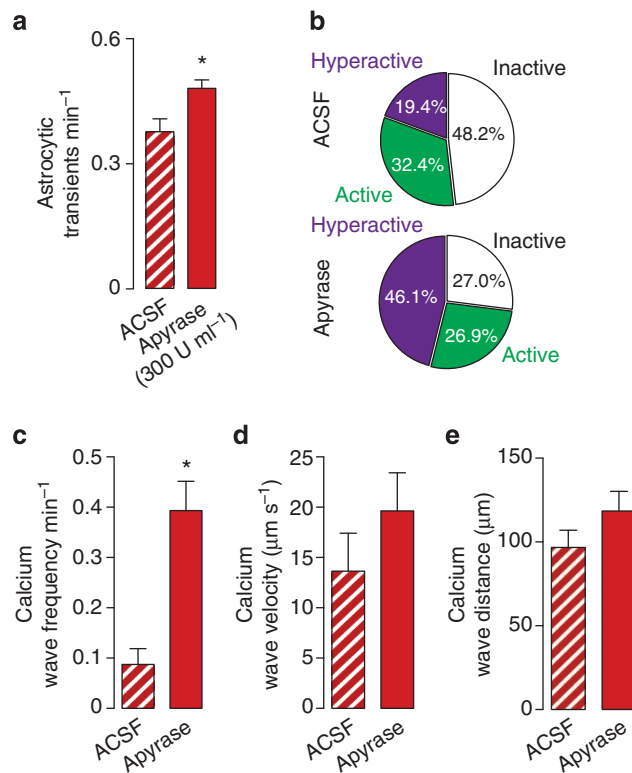 a
0.6
0.3
0
Astrocytic
transients min⁻¹
*
ACSF
Apyrase
(300 U ml⁻¹)
b
ACSF
Hyperactive
Inactive
19.4%
48.2%
32.4%
Active
Apyrase
Hyperactive
Inactive
27.0%
46.1%
26.9%
Active
c
0.5
0.4
0.3
0.2
0.1
0
Calcium
wave frequency min⁻¹
*
ACSF
Apyrase
d
25
20
15
10
5
0
Calcium
wave velocity (μm s⁻¹)
ACSF
Apyrase
e
150
100
50
0
Calcium
wave distance (μm)
ACSF
Apyrase